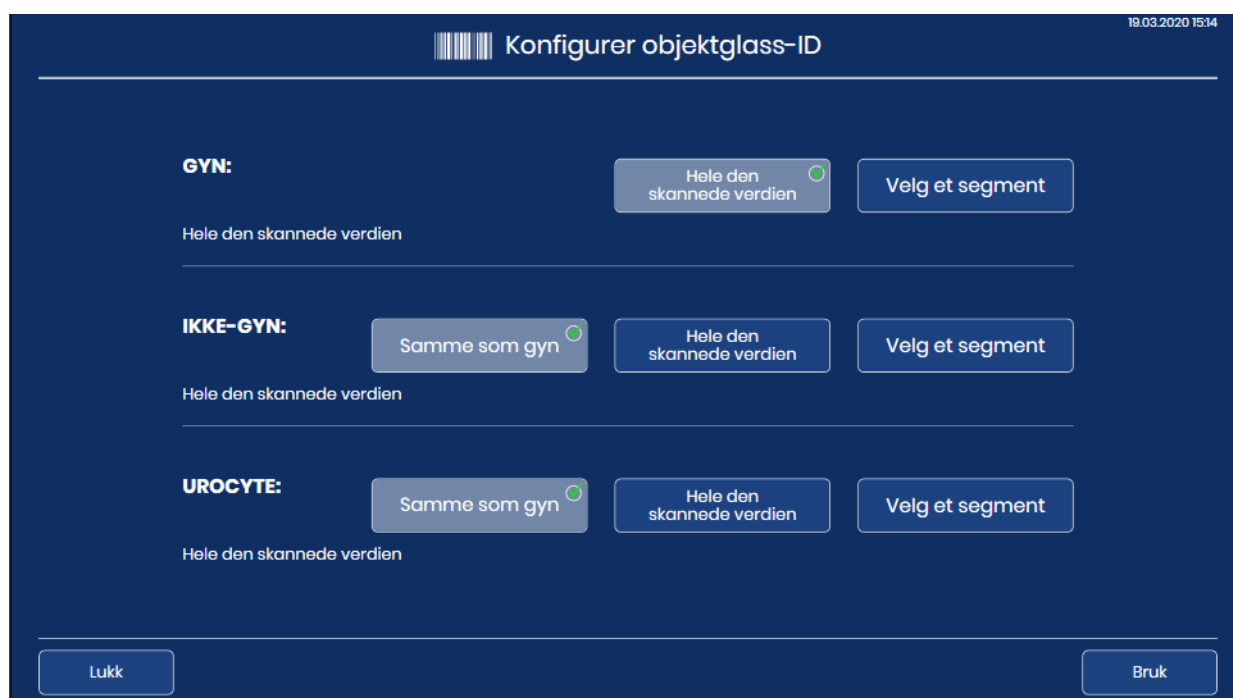 19.03.2020 15:14
Konfigurer objektglass-ID
GYN:
Hele den
skannede verdien
Velg et segment
Hele den skannede verdien
IKKE-GYN:
Samme som gyn
Hele den
skannede verdien
Velg et segment
Hele den skannede verdien
UROCYTE:
Samme som gyn
Hele den
skannede verdien
Velg et segment
Hele den skannede verdien
Lukk
Bruk